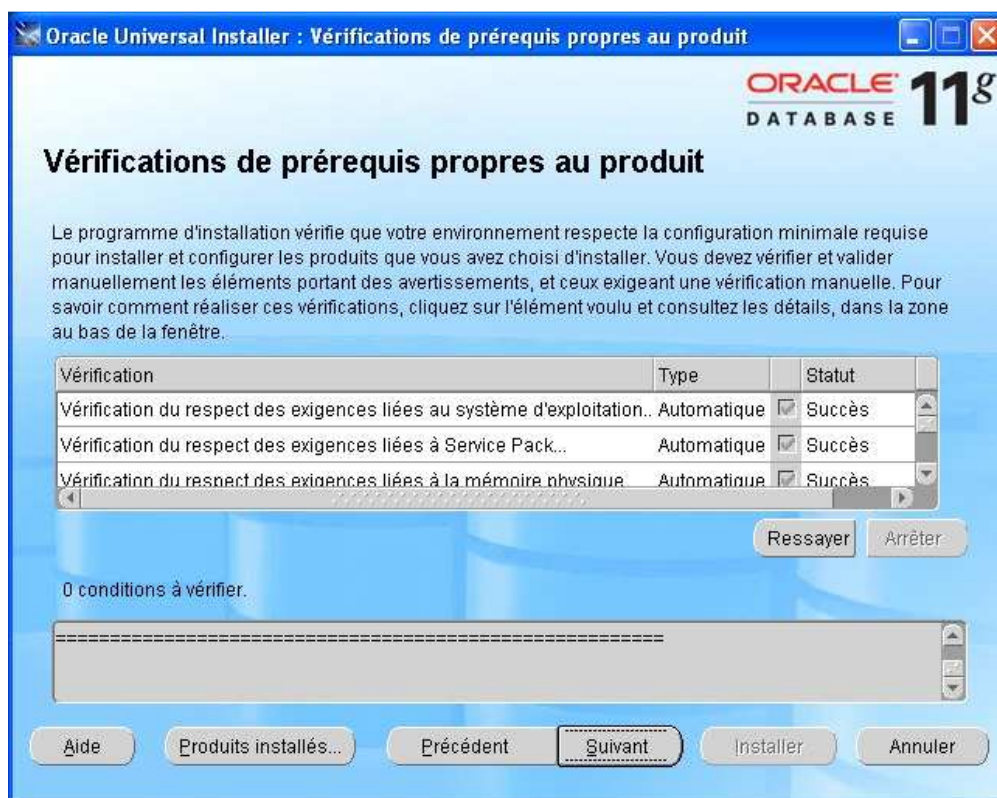 Oracle Universal Installer : Vérifications de prérequis propres au produit
ORACLE
DATABASE 11g
Vérifications de prérequis propres au produit
Le programme d'installation vérifie que votre environnement respecte la configuration minimale requise
pour installer et configurer les produits que vous avez choisi d'installer. Vous devez vérifier et valider
manuellement les éléments portant des avertissements, et ceux exigeant une vérification manuelle. Pour
savoir comment réaliser ces vérifications, cliquez sur l'élément voulu et consultez les détails, dans la zone
au bas de la fenêtre.
Vérification Type Statut
Vérification du respect des exigences liées au système d'exploitation.. Automatique Succès
Vérification du respect des exigences liées à Service Pack... Automatique Succès
Vérification du respect des exigences liées à la mémoire physique Automatique Succès
Ressayer Arrêter
0 conditions à vérifier.
========================================================
Aide Produits installés... Précédent Suivant Installer Annuler